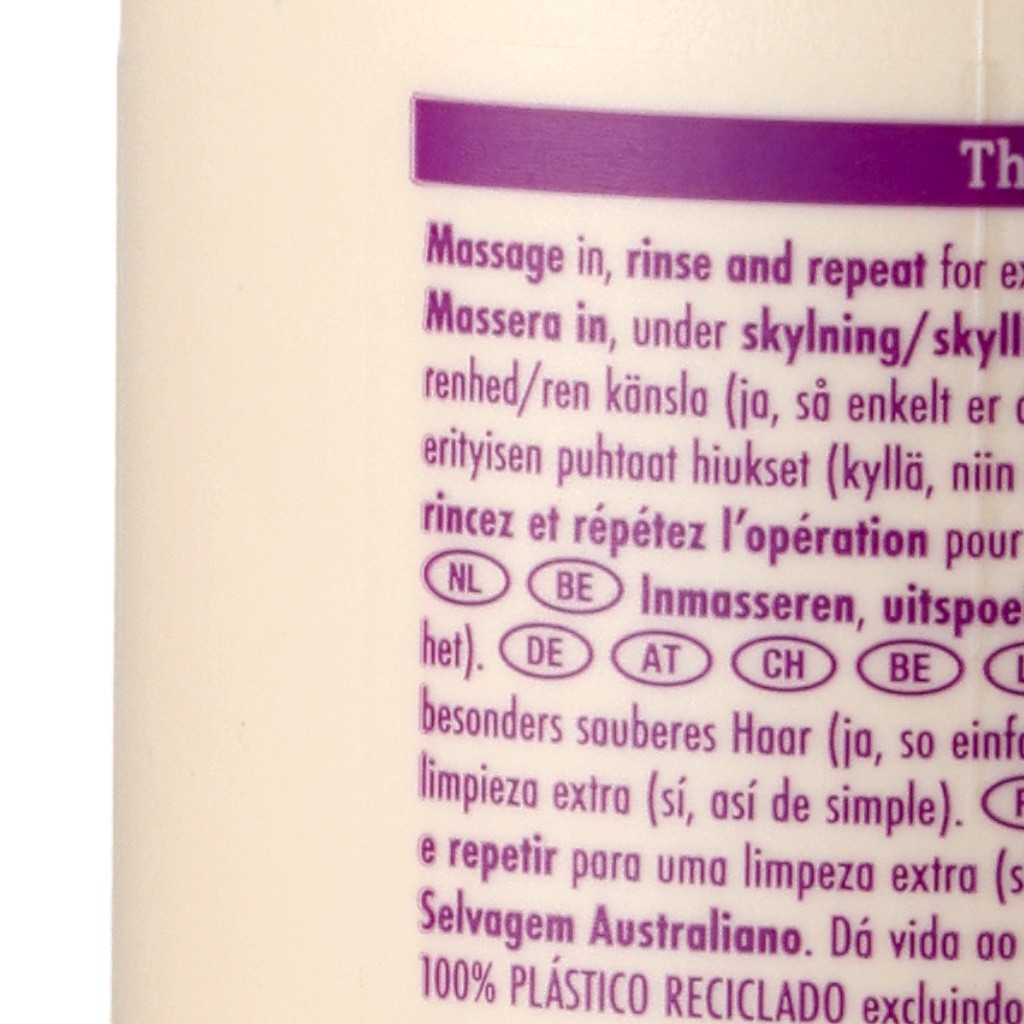 Th
Massage in, rinse and repeat for ex
Massera in, under skylning/skyll
renhed/ren känsla (ja, så enkelt er
erityisen puhtaat hiukset (kyllä, niin
rincez et répétez l'opération pour
NL BE Inmasseren, uitspoe
het). DE AT CH BE L
besonders sauberes Haar (ja, so einfa
limpieza extra (sí, así de simple).
e repetir para uma limpeza extra (s
Selvagem Australiano. Dá vida ao
100% PLÁSTICO RECICLADO excluindo